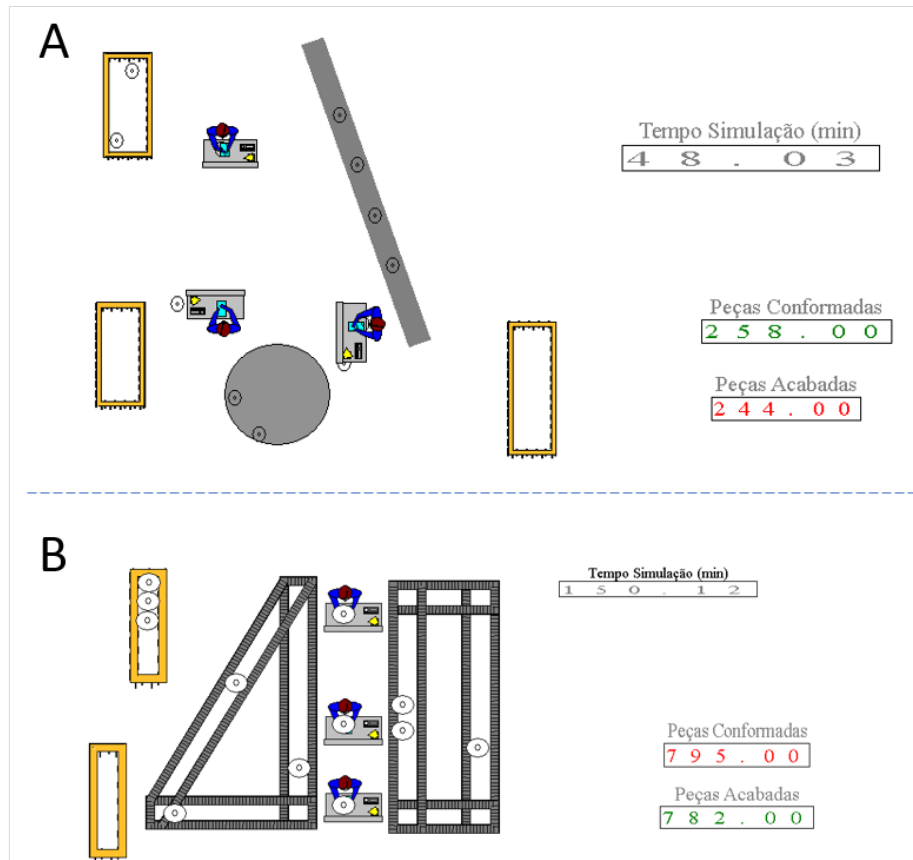 A
Tempo Simulação (min)
48.03
Peças Conformadas
258.00
Peças Acabadas
244.00
B
Tempo Simulação (min)
150.12
Peças Conformadas
795.00
Peças Acabadas
782.00